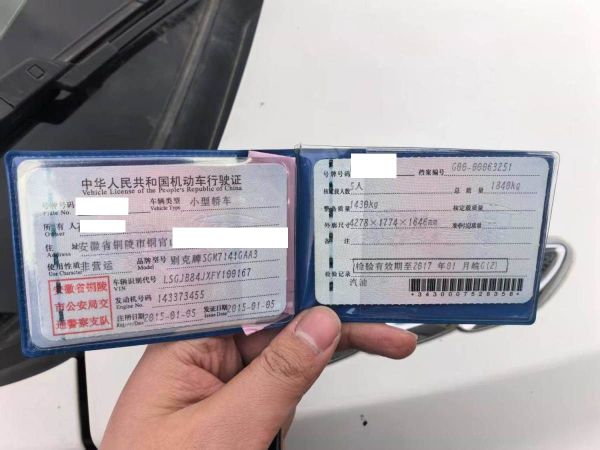 中华人民共和国机动车行驶证
Vehicle License of the People's Republic of China
号牌号码
Plate No.
车辆类型 小型轿车
Vehicle Type
所有人
Owner
住址 安徽省铜陵市铜官
Address
使用性质 非营运
Use Character
品牌型号 别克牌SGM7141GAA3
Model
安徽省铜陵
市公安局交
通警察支队
车辆识别代号 LSGJB84JXFY100167
VIN
发动机号码 143373455
Engine No.
注册日期 2015-01-05
Register Date
发证日期 2015-01-05
Issue Date
号牌号码
档案编号 G00-00063251
核定载人数 5人
总质量 1840kg
整备质量 1430kg
核定载质量
外廓尺寸 4278×1774×1646mm
准牵引总质量
备注
检验有效期至2017年01月皖G(2)
检验记录
汽油
*3430007528358*